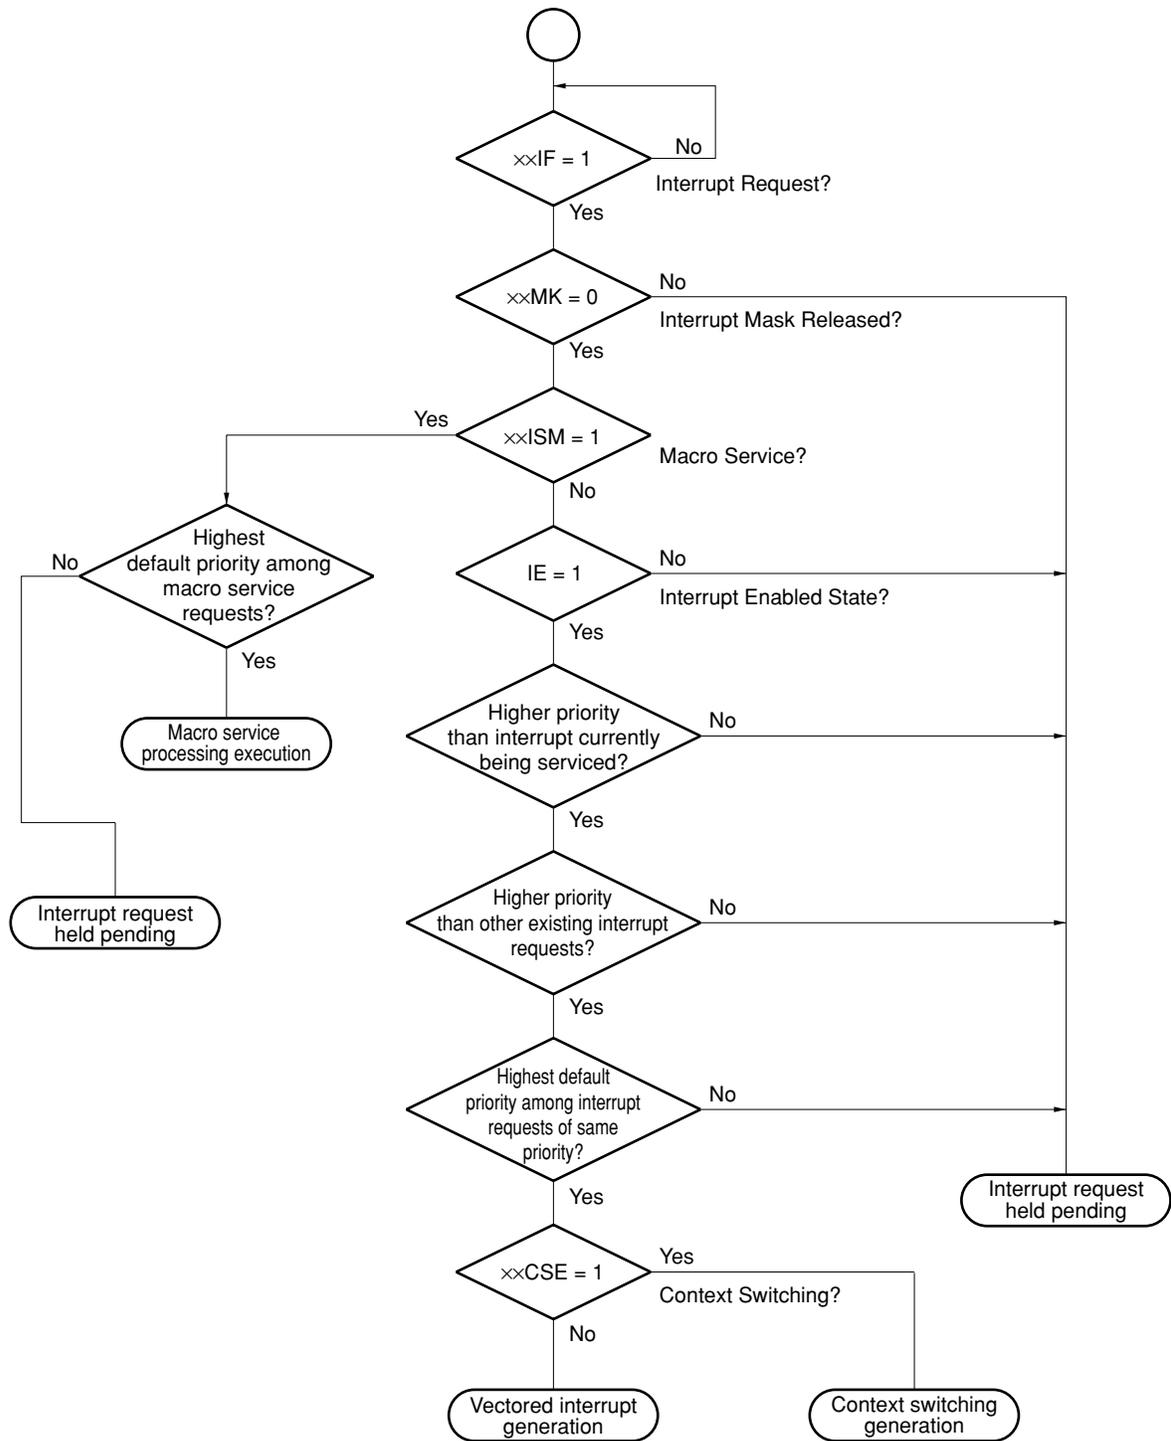 ××IF = 1
No
Interrupt Request?
Yes
××MK = 0
No
Interrupt Mask Released?
Yes
Yes
××ISM = 1
Macro Service?
No
Highest
default priority among
macro service
requests?
No
Yes
IE = 1
No
Interrupt Enabled State?
Yes
Macro service
processing execution
Higher priority
than interrupt currently
being serviced?
No
Yes
Interrupt request
held pending
Higher priority
than other existing interrupt
requests?
No
Yes
Highest default
priority among interrupt
requests of same
priority?
No
Yes
Interrupt request
held pending
××CSE = 1
Yes
Context Switching?
No
Vectored interrupt
generation
Context switching
generation